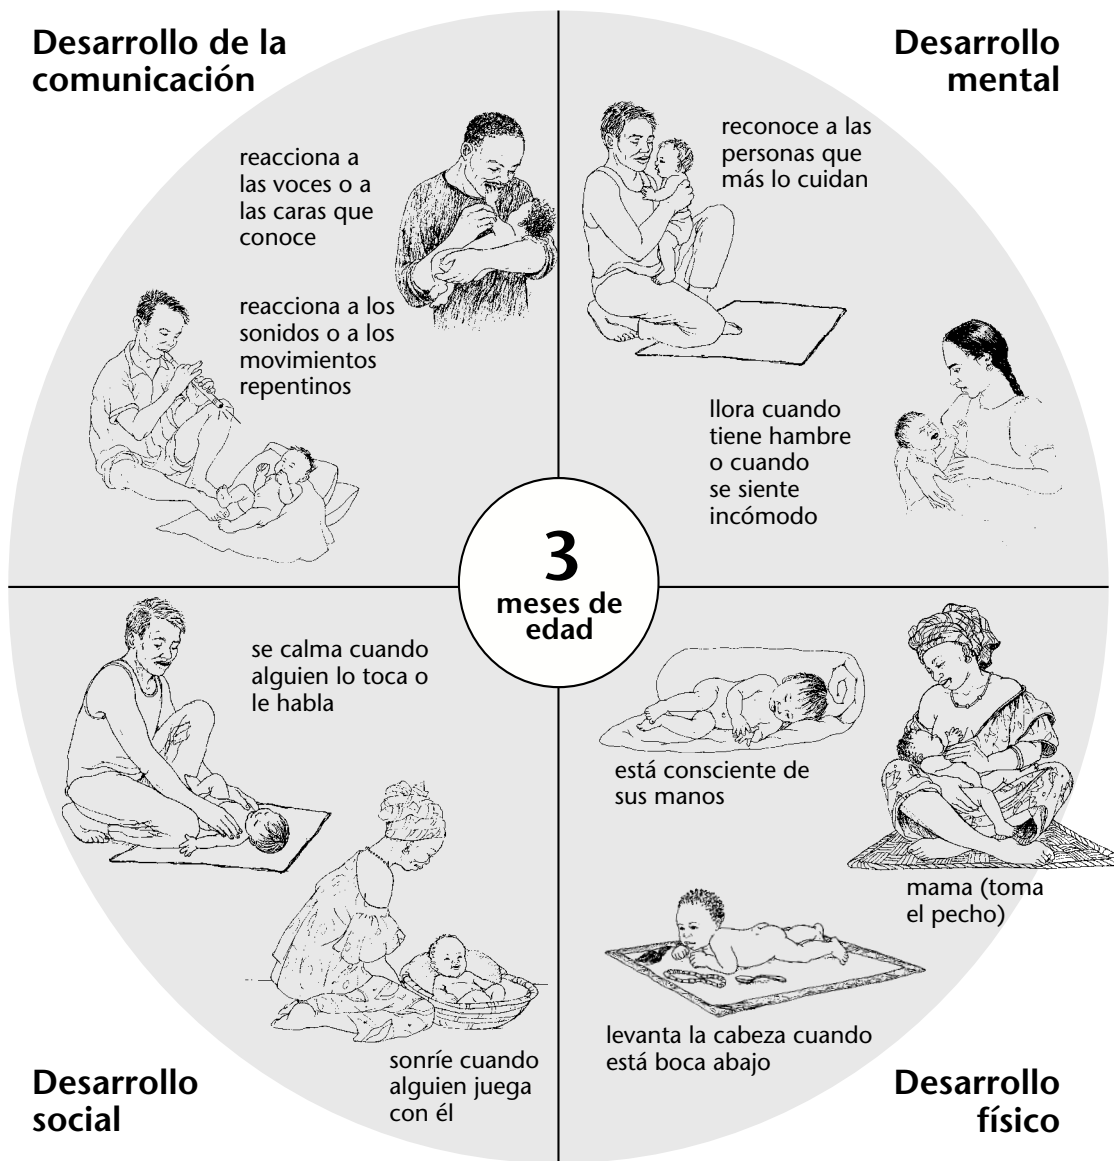 Desarrollo de la
comunicación
reacciona a
las voces o a
las caras que
conoce
reacciona a los
sonidos o a los
movimientos
repentinos
Desarrollo
mental
reconoce a las
personas que
más lo cuidan
llora cuando
tiene hambre
o cuando
se siente
incómodo
3
meses de
edad
se calma cuando
alguien lo toca o
le habla
sonríe cuando
alguien juega
con él
Desarrollo
social
está consciente de
sus manos
mama (toma
el pecho)
levanta la cabeza cuando
está boca abajo
Desarrollo
físico